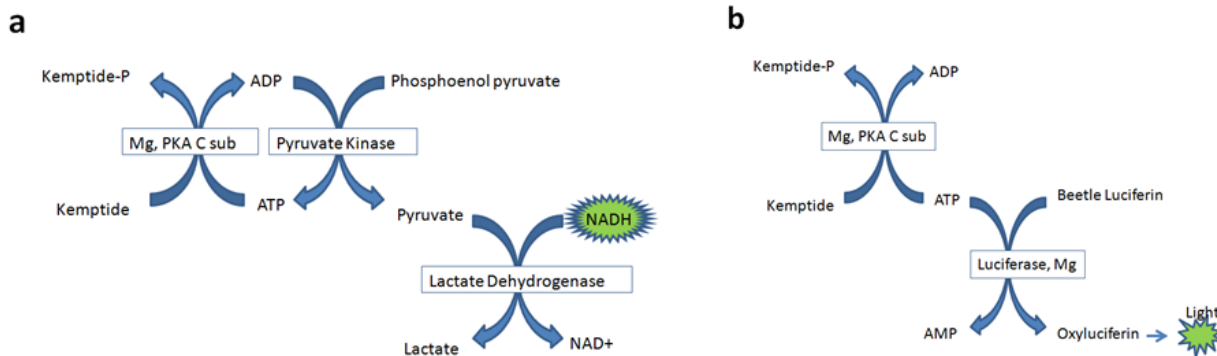 a
Kemptide-P
ADP
Phosphoenol pyruvate
Mg, PKA C sub
Pyruvate Kinase
Kemptide
ATP
Pyruvate
NADH
Lactate Dehydrogenase
Lactate
NAD+
b
Kemptide-P
ADP
Mg, PKA C sub
Kemptide
ATP
Beetle Luciferin
Luciferase, Mg
AMP
Oxyluciferin
Light